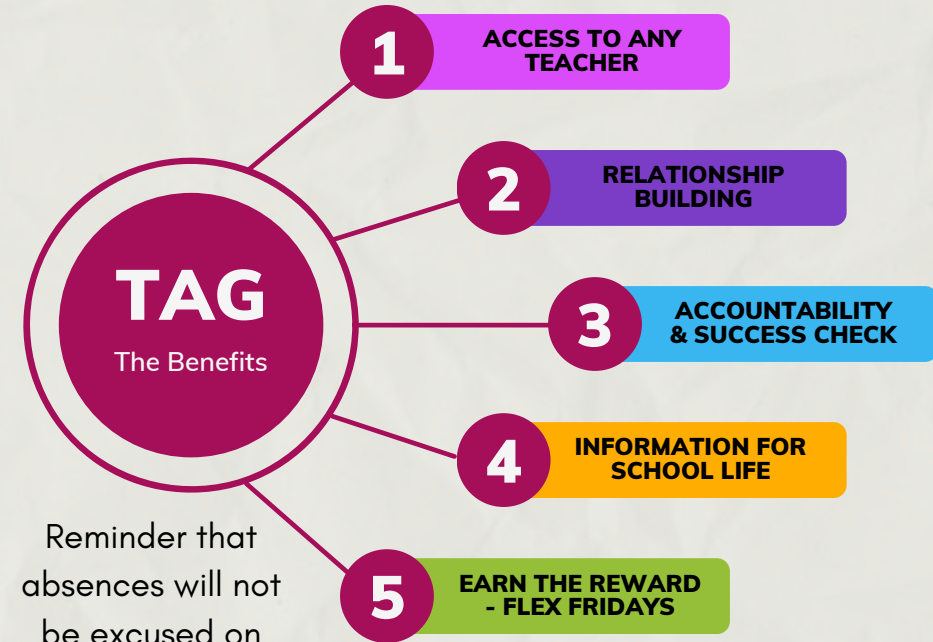 1
ACCESS TO ANY
TEACHER
2
RELATIONSHIP
BUILDING
TAG
The Benefits
3
ACCOUNTABILITY
& SUCCESS CHECK
4
INFORMATION FOR
SCHOOL LIFE
5
EARN THE REWARD
- FLEX FRIDAYS
Reminder that
absences will not
be excused on